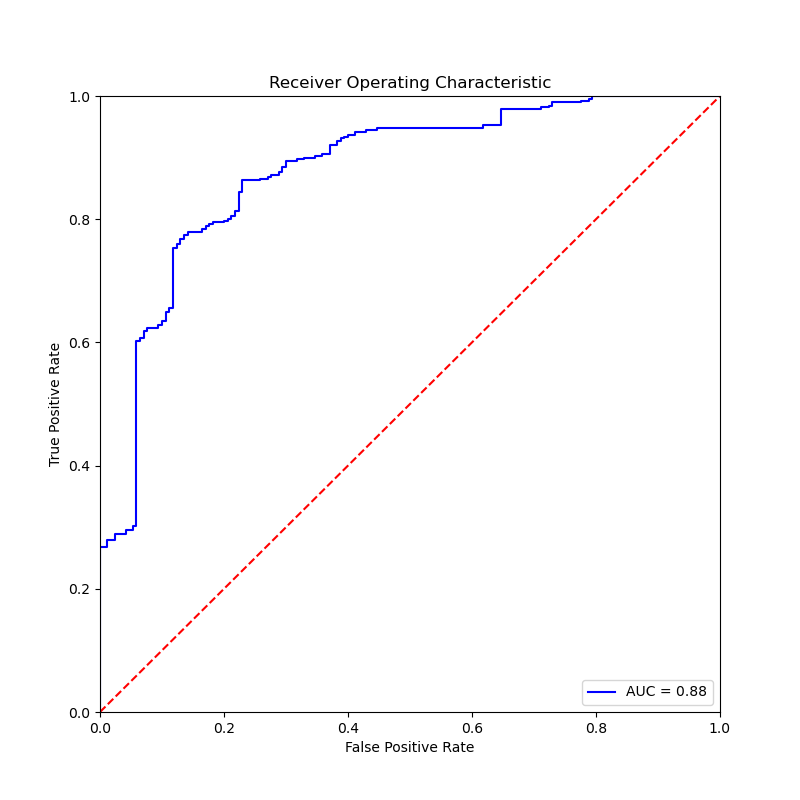 Receiver Operating Characteristic
1.0
0.8
0.6
0.4
0.2
0.0
True Positive Rate
AUC = 0.88
0.0 0.2 0.4 0.6 0.8 1.0
False Positive Rate